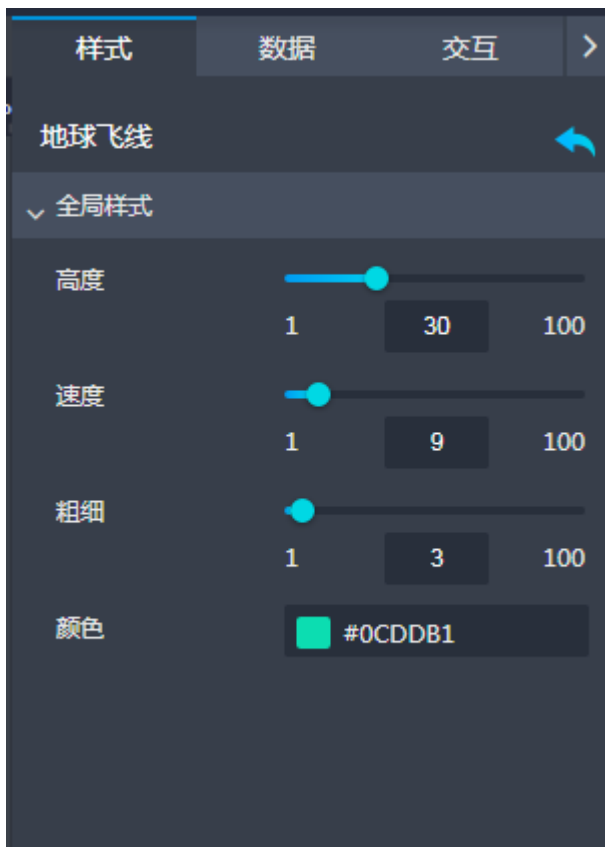 样式 数据 交互 >
地球飞线
全局样式
高度
1 30 100
速度
1 9 100
粗细
1 3 100
颜色 #0CDDB1